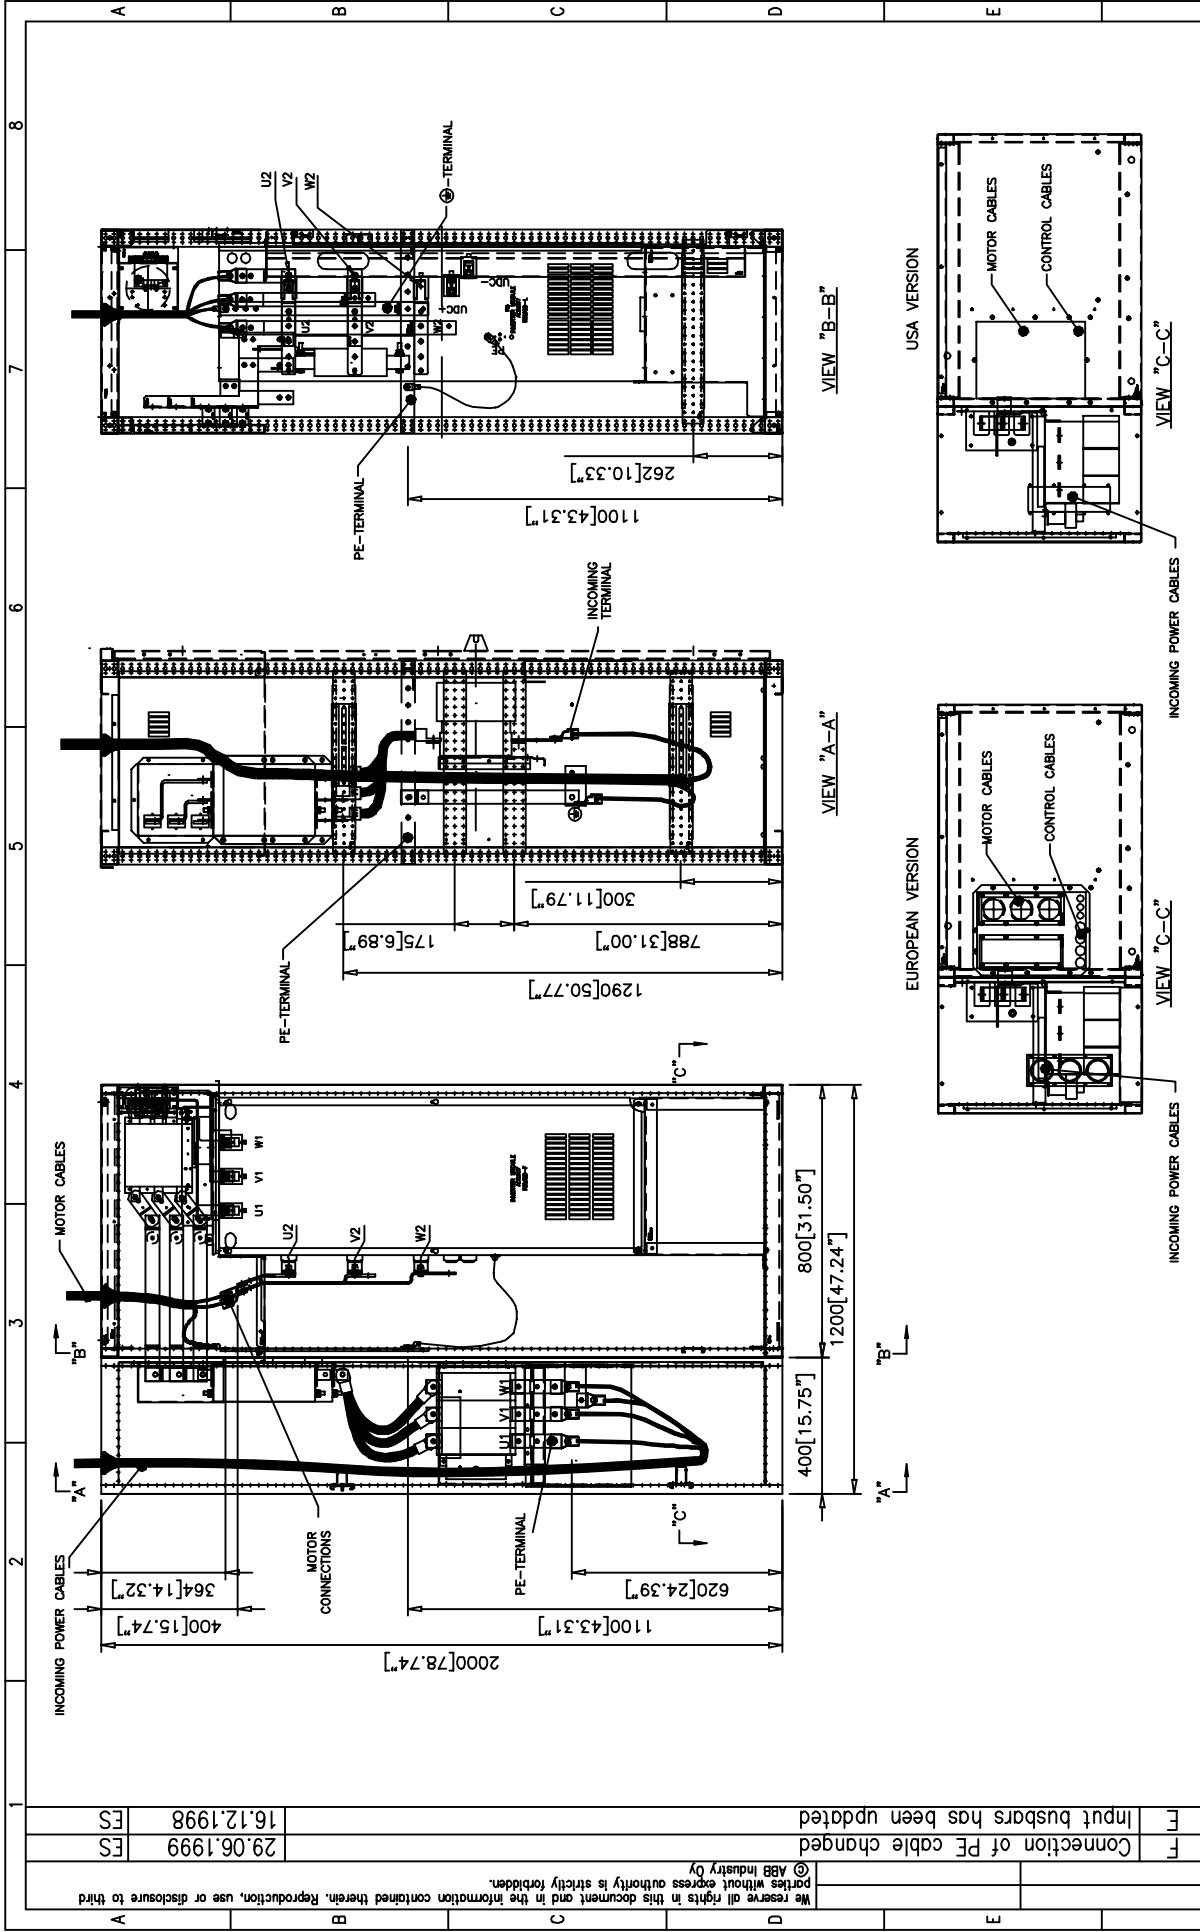 A
B
C
D
E
8
7
6
5
4
3
2
1
U2
V2
W2
⏚-TERMINAL
U2
V2
W2
UDC+
UDC-
PE-TERMINAL
262[10.33"]
1100[43.31"]
VIEW "B-B"
USA VERSION
MOTOR CABLES
CONTROL CABLES
VIEW "C-C"
INCOMING POWER CABLES
INCOMING
TERMINAL
PE-TERMINAL
300[11.79"]
175[6.89"]
788[31.00"]
1290[50.77"]
VIEW "A-A"
EUROPEAN VERSION
MOTOR CABLES
CONTROL CABLES
VIEW "C-C"
INCOMING POWER CABLES
MOTOR CABLES
W1
V1
U1
U2
V2
W2
"C"
"B"
"B"
800[31.50"]
1200[47.24"]
400[15.75"]
W1
V1
U1
"A"
"A"
"C"
INCOMING POWER CABLES
MOTOR
CONNECTIONS
PE-TERMINAL
364[14.32"]
400[15.74"]
620[24.39"]
1100[43.31"]
2000[78.74"]
E
Input busbars has been updated
16.12.1998
ES
F
Connection of PE cable changed
29.06.1999
ES
We reserve all rights in this document and in the information contained therein. Reproduction, use or disclosure to third
parties without express authority is strictly forbidden.
© ABB Industry Oy
A
B
C
D
E